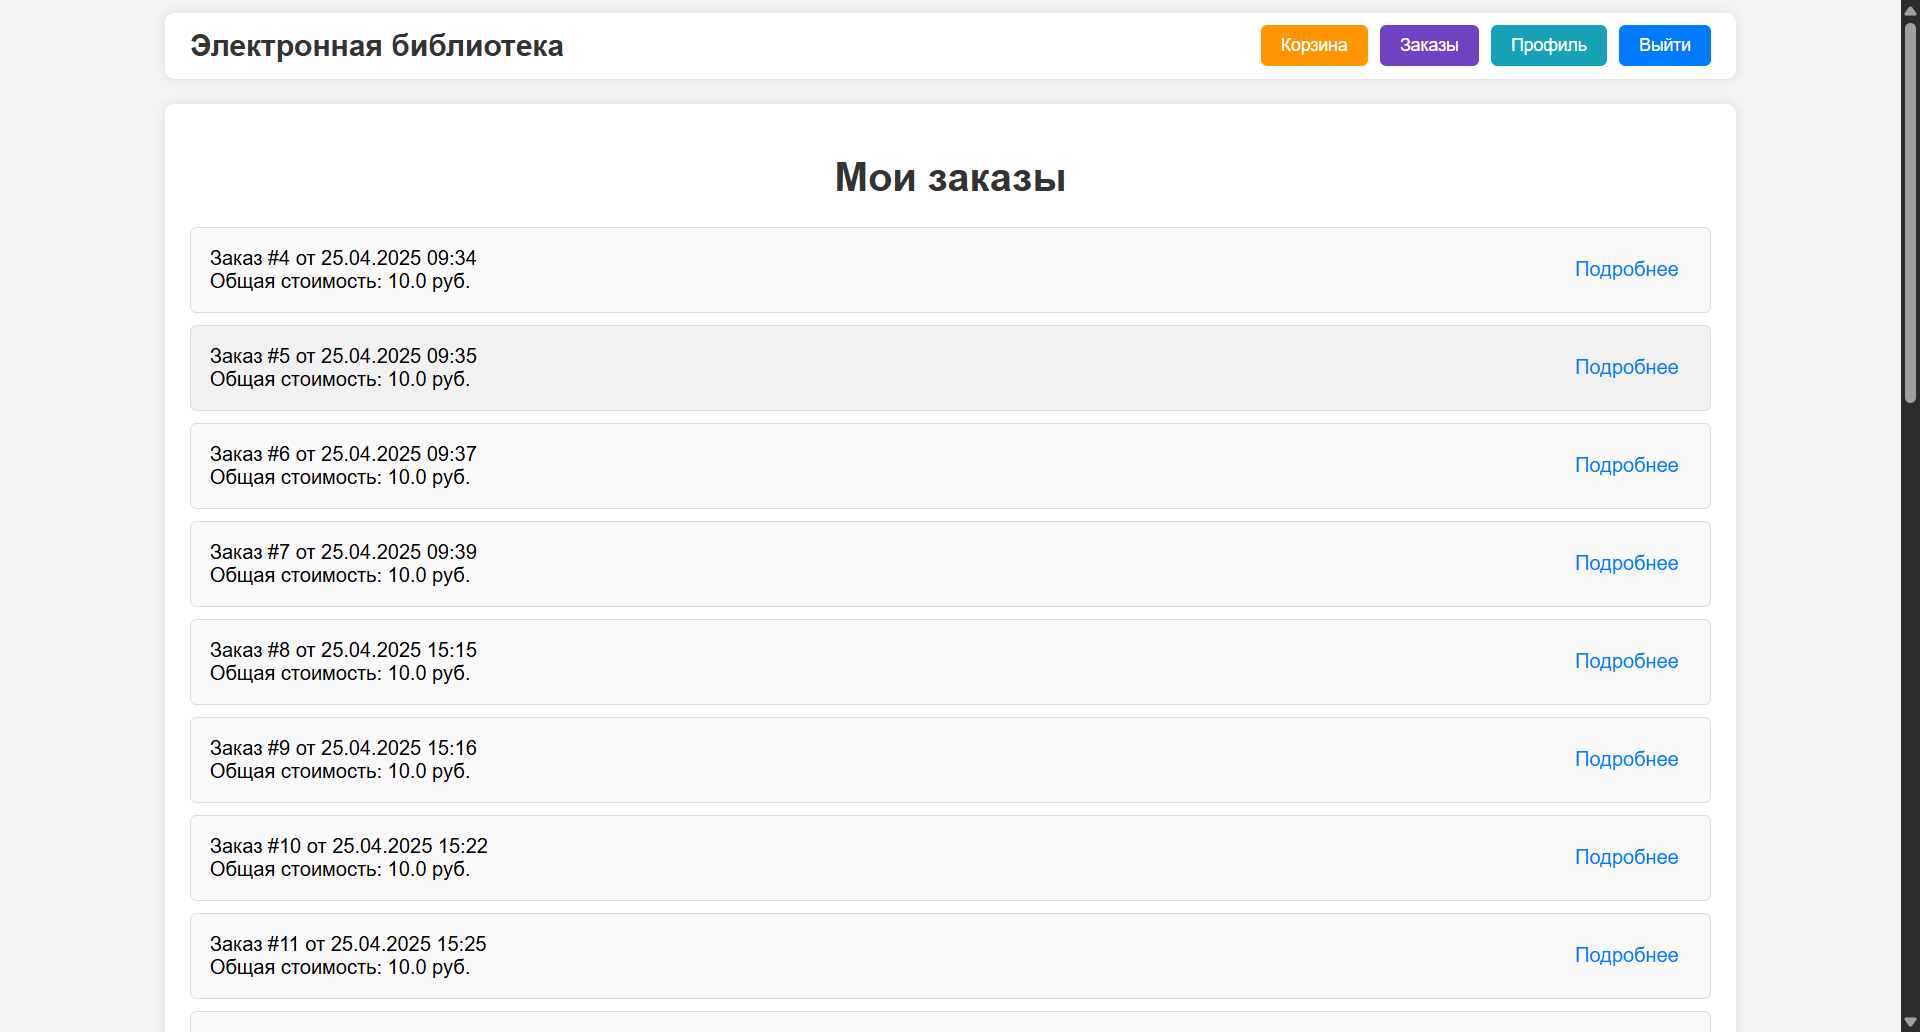 Электронная библиотека
Корзина
Заказы
Профиль
Выйти
Мои заказы
Заказ #4 от 25.04.2025 09:34
Общая стоимость: 10.0 руб.
Подробнее
Заказ #5 от 25.04.2025 09:35
Общая стоимость: 10.0 руб.
Подробнее
Заказ #6 от 25.04.2025 09:37
Общая стоимость: 10.0 руб.
Подробнее
Заказ #7 от 25.04.2025 09:39
Общая стоимость: 10.0 руб.
Подробнее
Заказ #8 от 25.04.2025 15:15
Общая стоимость: 10.0 руб.
Подробнее
Заказ #9 от 25.04.2025 15:16
Общая стоимость: 10.0 руб.
Подробнее
Заказ #10 от 25.04.2025 15:22
Общая стоимость: 10.0 руб.
Подробнее
Заказ #11 от 25.04.2025 15:25
Общая стоимость: 10.0 руб.
Подробнее